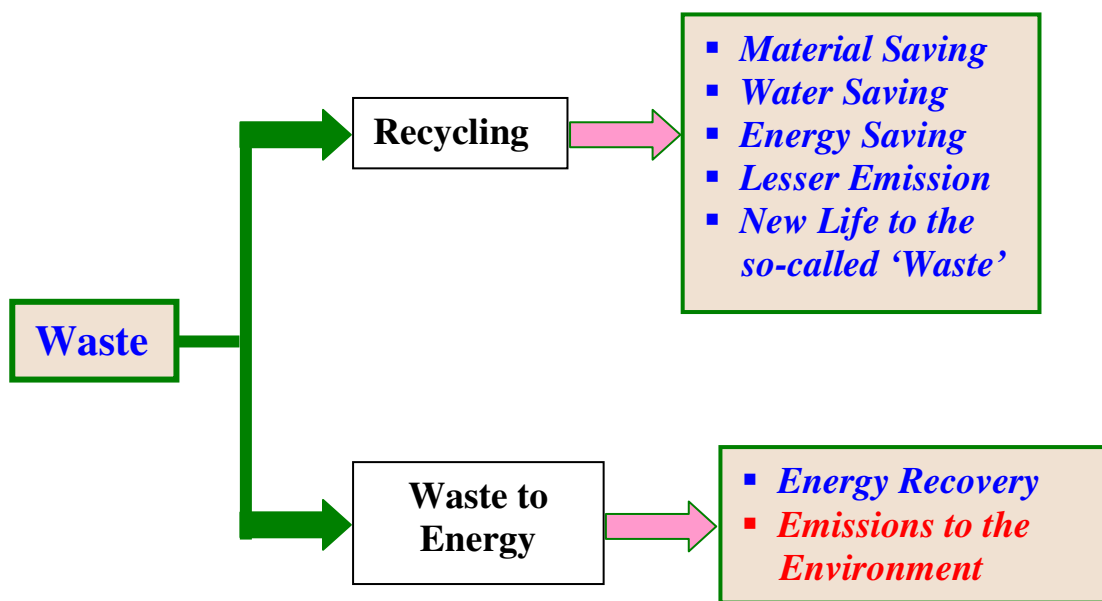 Waste
Recycling
▪ Material Saving
▪ Water Saving
▪ Energy Saving
▪ Lesser Emission
▪ New Life to the
so-called ‘Waste’
Waste to
Energy
▪ Energy Recovery
▪ Emissions to the
Environment